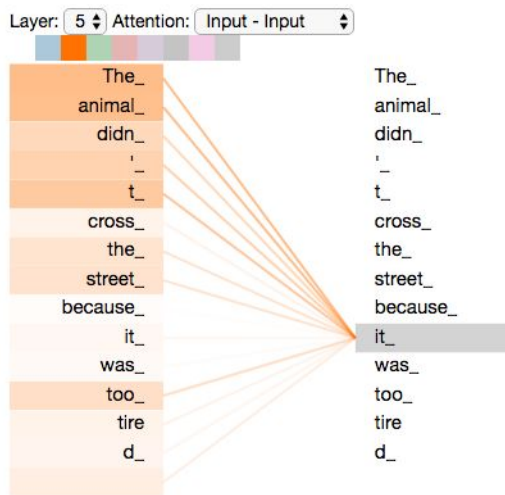 Layer: 5 Attention: Input - Input
The_
animal_
didn_
'_
t_
cross_
the_
street_
because_
it_
was_
too_
tire
d_
The_
animal_
didn_
'_
t_
cross_
the_
street_
because_
it_
was_
too_
tire
d_